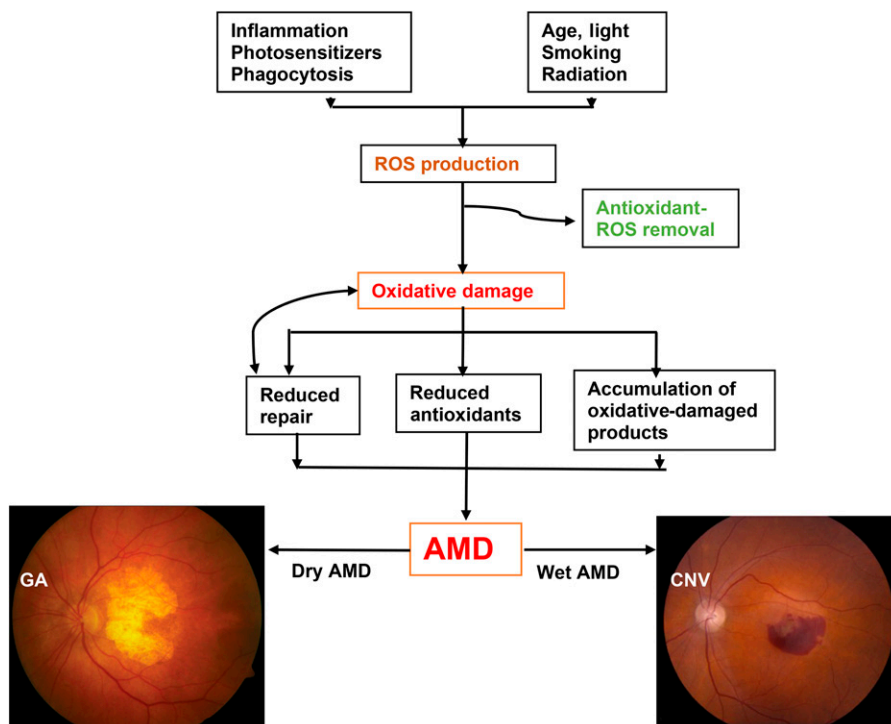 Inflammation
Photosensitizers
Phagocytosis
Age, light
Smoking
Radiation
ROS production
Antioxidant-
ROS removal
Oxidative damage
Reduced
repair
Reduced
antioxidants
Accumulation of
oxidative-damaged
products
AMD
Dry AMD
Wet AMD
GA
CNV